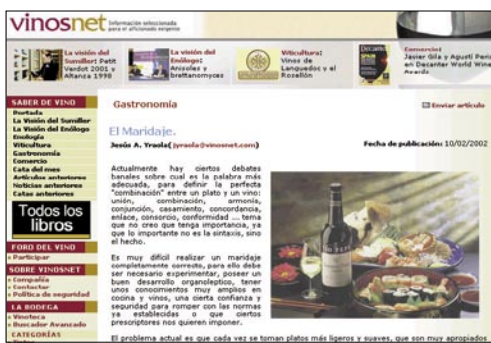 vinosnet
Información seleccionada
para el aficionado exigente
La visión del
Sumiller: Petit
Verdot 2001 y
Altanza 1998
La visión del
Enólogo:
Anisoles y
brettanomyces
Viticultura:
Vinos de
Languedoc y el
Rosellón
Decanter
SPAIN
Comercio:
Javier Gila y Agustí Peris
en Decanter World Wine
Awards
SABER DE VINO
Portada
La Visión del Sumiller
La Visión del Enólogo
Enología
Viticultura
Gastronomía
Comercio
Cata del mes
Artículos anteriores
Noticias anteriores
Catas anteriores
Todos los
libros
FORO DEL VINO
Participar
SOBRE VINOSNET
Compañía
Contactar
Política de seguridad
LA BODEGA
Vinoteca
Buscador Avanzado
CATEGORÍAS
Gastronomía
Enviar artículo
El Maridaje.
Jesús A. Yraola( jyraola@vinosnet.com)
Fecha de publicación: 10/02/2002
Actualmente hay ciertos debates
banales sobre cual es la palabra más
adecuada, para definir la perfecta
"combinación" entre un plato y un vino:
unión, combinación, armonía,
conjunción, casamiento, concordancia,
enlace, consorcio, conformidad ... tema
que no creo que tenga importancia, ya
que lo importante no es la sintaxis, sino
el hecho.
Es muy difícil realizar un maridaje
completamente correcto, para ello debe
ser necesario experimentar, poseer un
buen desarrollo organoleptico, tener
unos conocimientos muy amplios en
cocina y vinos, una cierta confianza y
seguridad para romper con las normas
ya establecidas o que ciertos
prescriptores nos quieren imponer.
El problema actual es que cada vez se toman platos más ligeros y suaves, que son muy apropiados